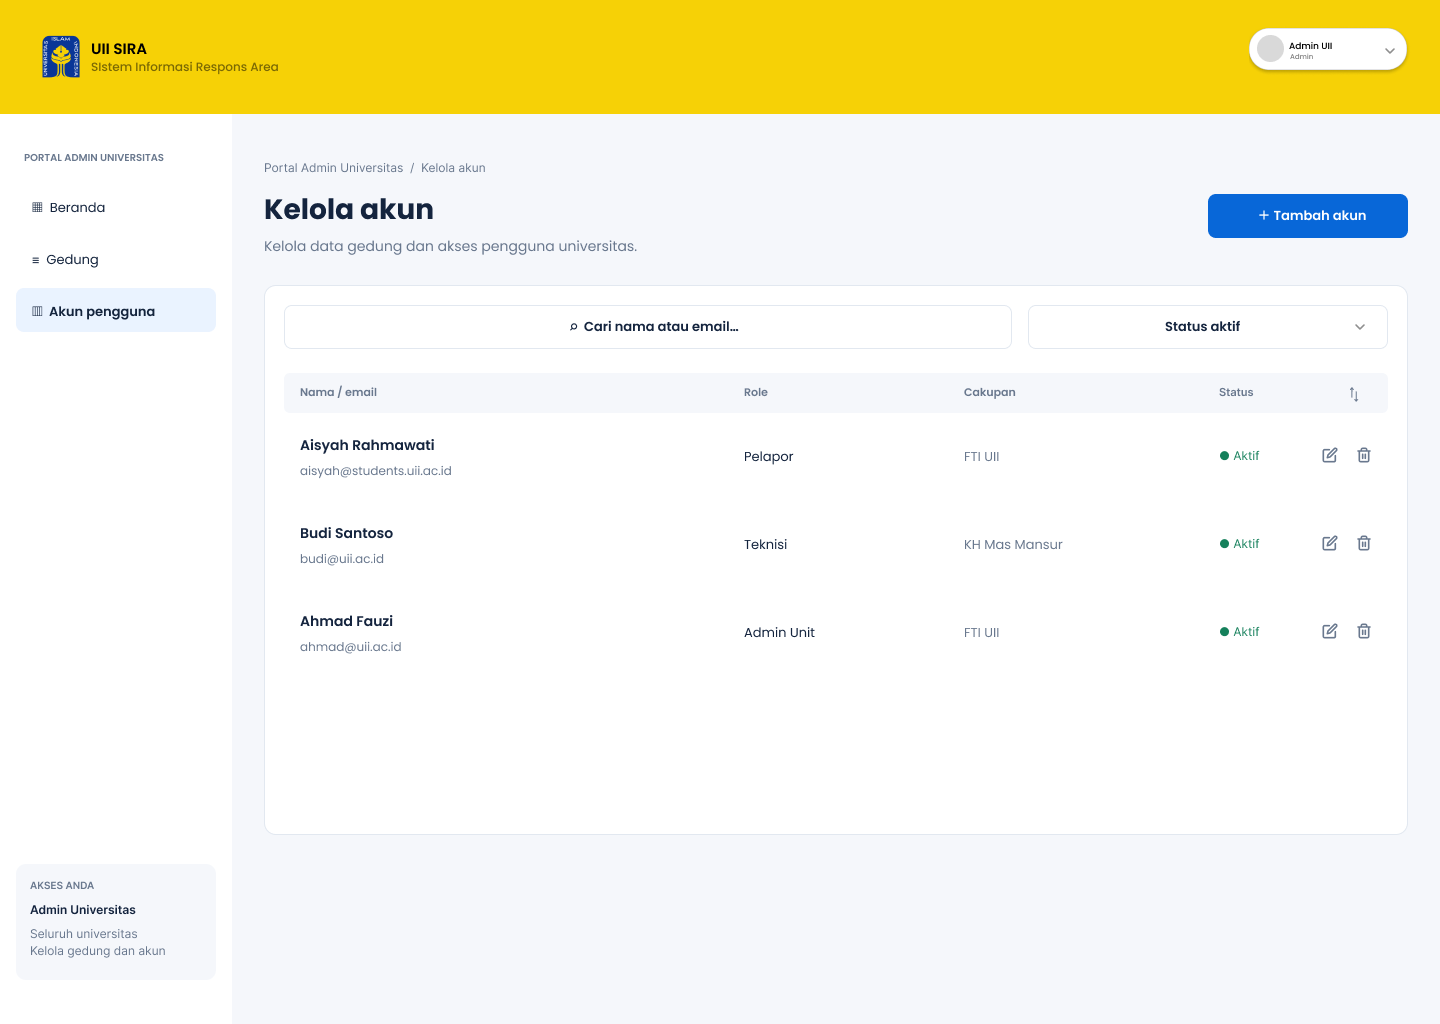 ISLAM
UNIVERSITAS
INDONESIA
UII SIRA
SIstem Informasi Respons Area
Admin UII
Admin
PORTAL ADMIN UNIVERSITAS
Beranda
Gedung
Akun pengguna
AKSES ANDA
Admin Universitas
Seluruh universitas
Kelola gedung dan akun
Portal Admin Universitas / Kelola akun
Kelola akun
Kelola data gedung dan akses pengguna universitas.
+ Tambah akun
Cari nama atau email...
Status aktif
Nama / email Role Cakupan Status
Aisyah Rahmawati
aisyah@students.uii.ac.id
Pelapor FTI UII Aktif
Budi Santoso
budi@uii.ac.id
Teknisi KH Mas Mansur Aktif
Ahmad Fauzi
ahmad@uii.ac.id
Admin Unit FTI UII Aktif